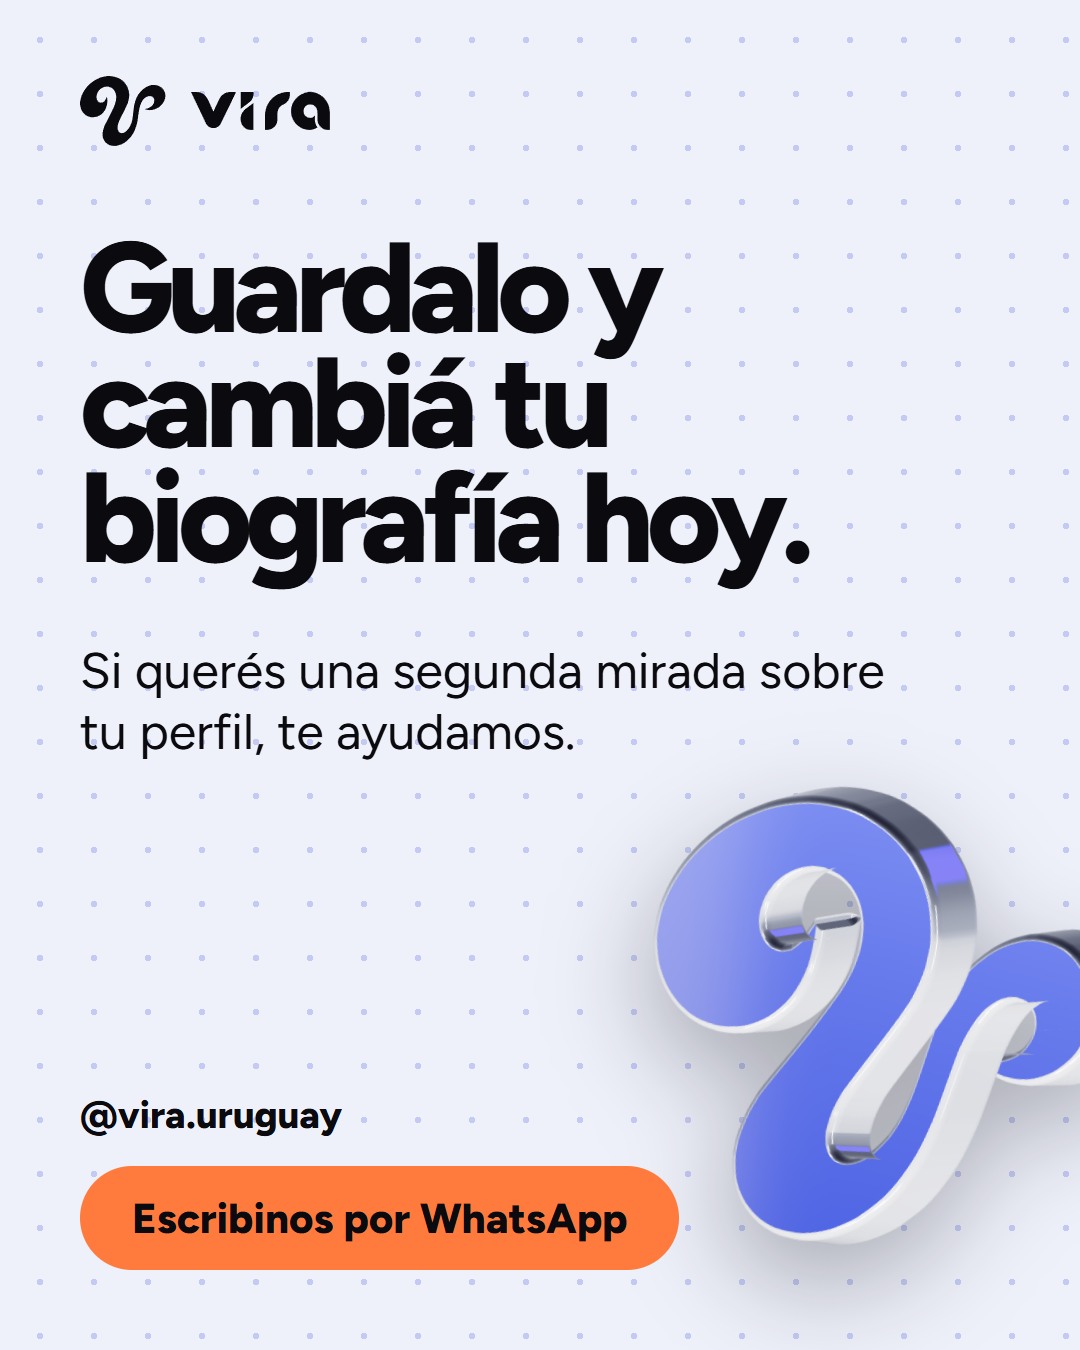 vira
Guardalo y
cambiá tu
biografía hoy.
Si querés una segunda mirada sobre
tu perfil, te ayudamos.
@vira.uruguay
Escribinos por WhatsApp